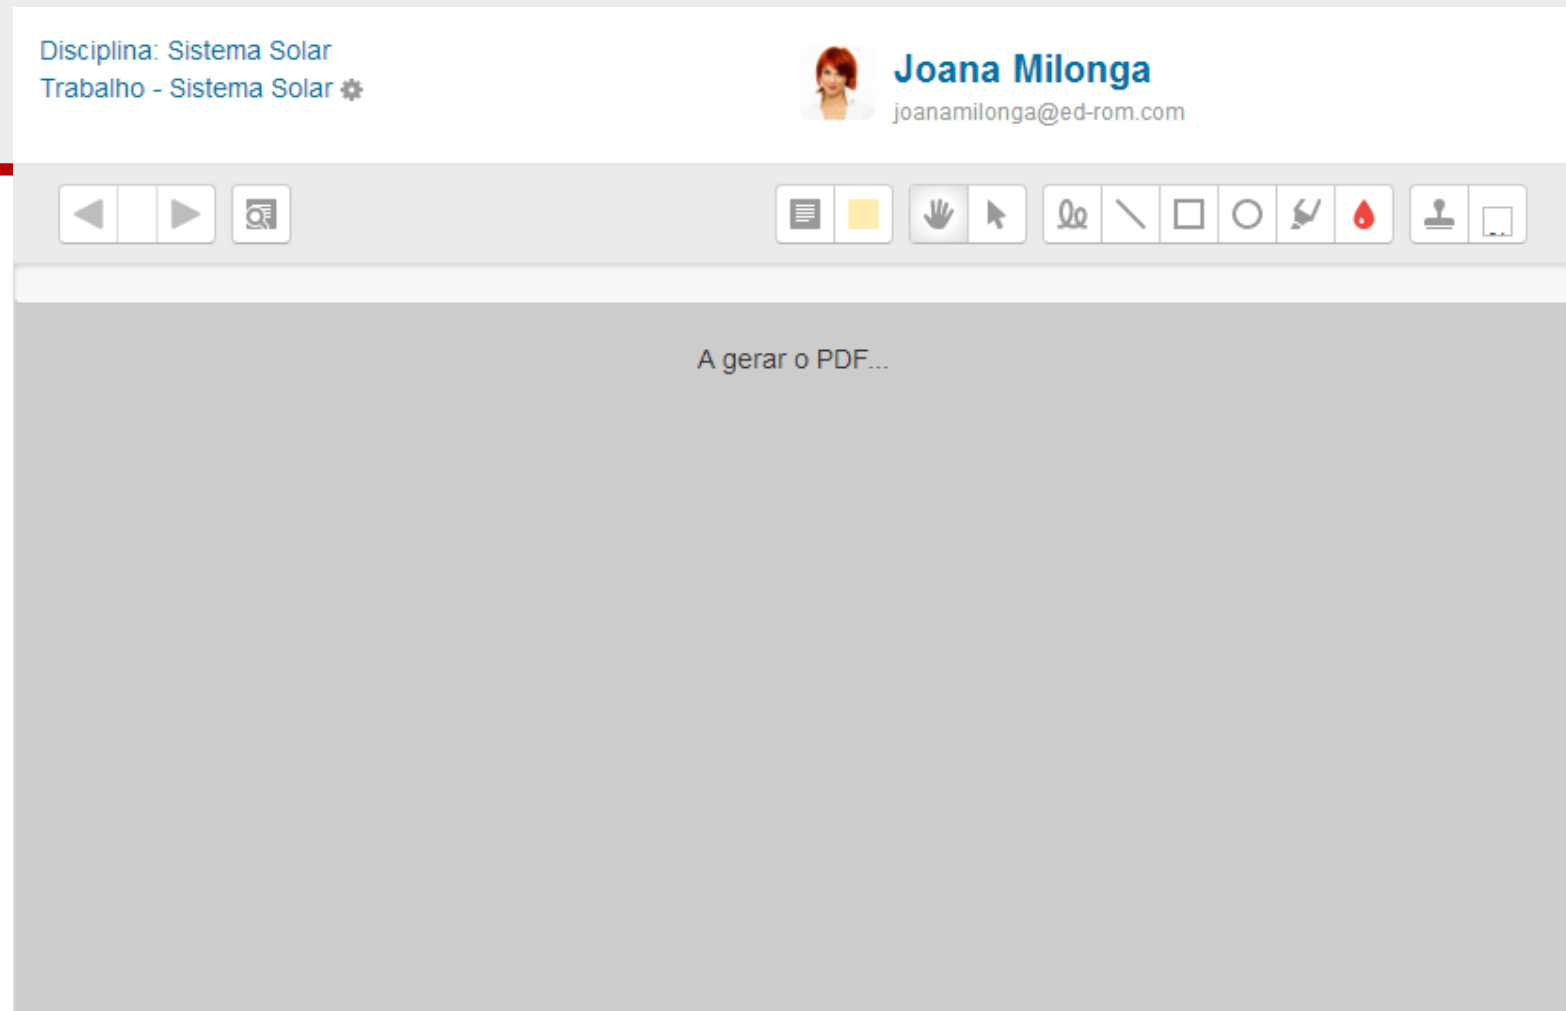 Disciplina: Sistema Solar
Trabalho - Sistema Solar
Joana Milonga
joanamilonga@ed-rom.com
A gerar o PDF...